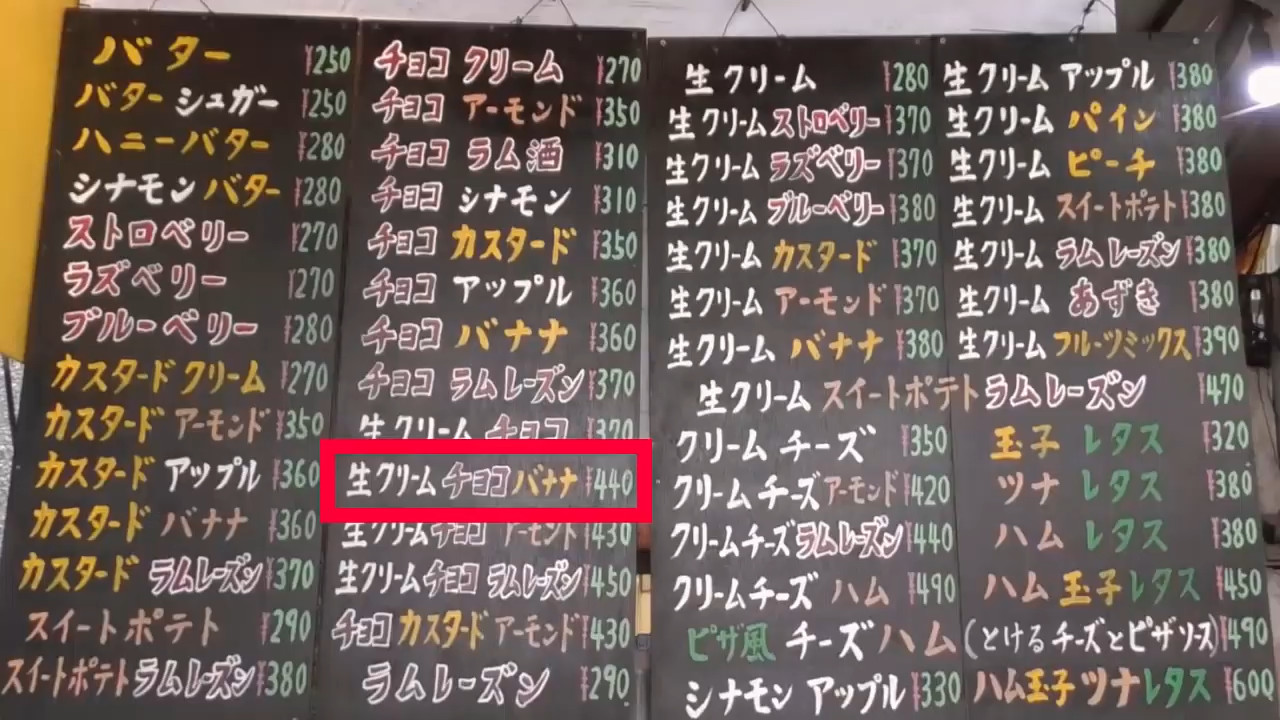 バター ¥250
バター シュガー ¥250
ハニーバター ¥280
シナモン バター ¥280
ストロベリー ¥270
ラズベリー ¥270
ブルーベリー ¥280
カスタードクリーム ¥270
カスタード アーモンド ¥350
カスタード アップル ¥360
カスタード バナナ ¥360
カスタード ラムレーズン ¥370
スイートポテト ¥290
スイートポテトラムレーズン ¥380
チョコ クリーム ¥270
チョコ アーモンド ¥350
チョコ ラム酒 ¥310
チョコ シナモン ¥310
チョコ カスタード ¥350
チョコ アップル ¥360
チョコ バナナ ¥360
チョコ ラムレーズン ¥370
生クリーム チョコ ¥370
生クリームチョコバナナ ¥440
生クリームチョコ アーモンド ¥430
生クリームチョコ ラムレーズン ¥450
チョコカスタード アーモンド ¥430
ラムレーズン ¥290
生クリーム ¥280
生クリームストロベリー ¥370
生クリーム ラズベリー ¥370
生クリーム ブルーベリー ¥380
生クリーム カスタード ¥370
生クリーム アーモンド ¥370
生クリーム バナナ ¥380
生クリーム アップル ¥380
生クリーム パイン ¥380
生クリーム ピーチ ¥380
生クリーム スイートポテト ¥380
生クリーム ラムレーズン ¥380
生クリーム あずき ¥380
生クリーム フルーツミックス ¥390
生クリーム スイートポテトラムレーズン ¥470
クリームチーズ ¥350
クリームチーズアーモンド ¥420
クリームチーズラムレーズン ¥440
クリームチーズ ハム ¥490
玉子 レタス ¥320
ツナ レタス ¥380
ハム レタス ¥380
ハム 玉子レタス ¥450
ピザ風 チーズハム(とけるチーズとピザソース) ¥490
シナモン アップル ¥330
ハム玉子ツナレタス ¥600